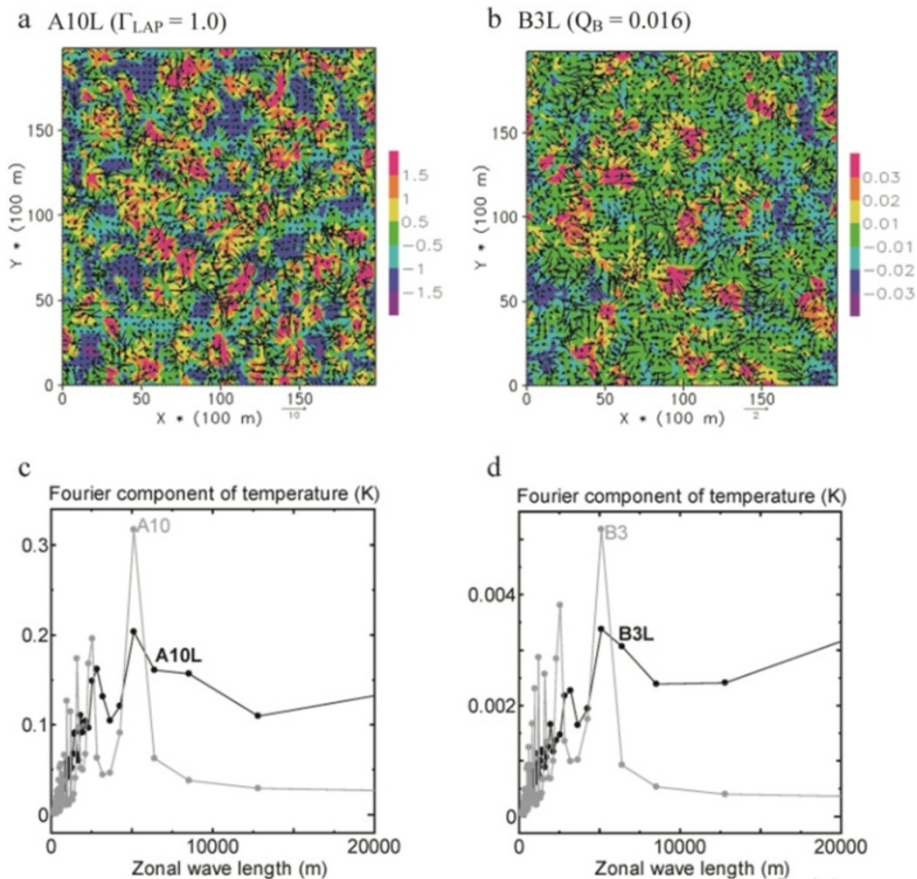 a A10L (Γ_LAP = 1.0)
b B3L (Q_B = 0.016)
150
100
50
0
Y * (100 m)
0 50 100 150
X * (100 m)
10
1.5
1
0.5
−0.5
−1
−1.5
150
100
50
0
Y * (100 m)
0 50 100 150
X * (100 m)
2
0.03
0.02
0.01
−0.01
−0.02
−0.03
c
Fourier component of temperature (K)
A10
0.3
0.2
A10L
0.1
0
0 10000 20000
Zonal wave length (m)
d
Fourier component of temperature (K)
B3
0.004
B3L
0.002
0
0 10000 20000
Zonal wave length (m)